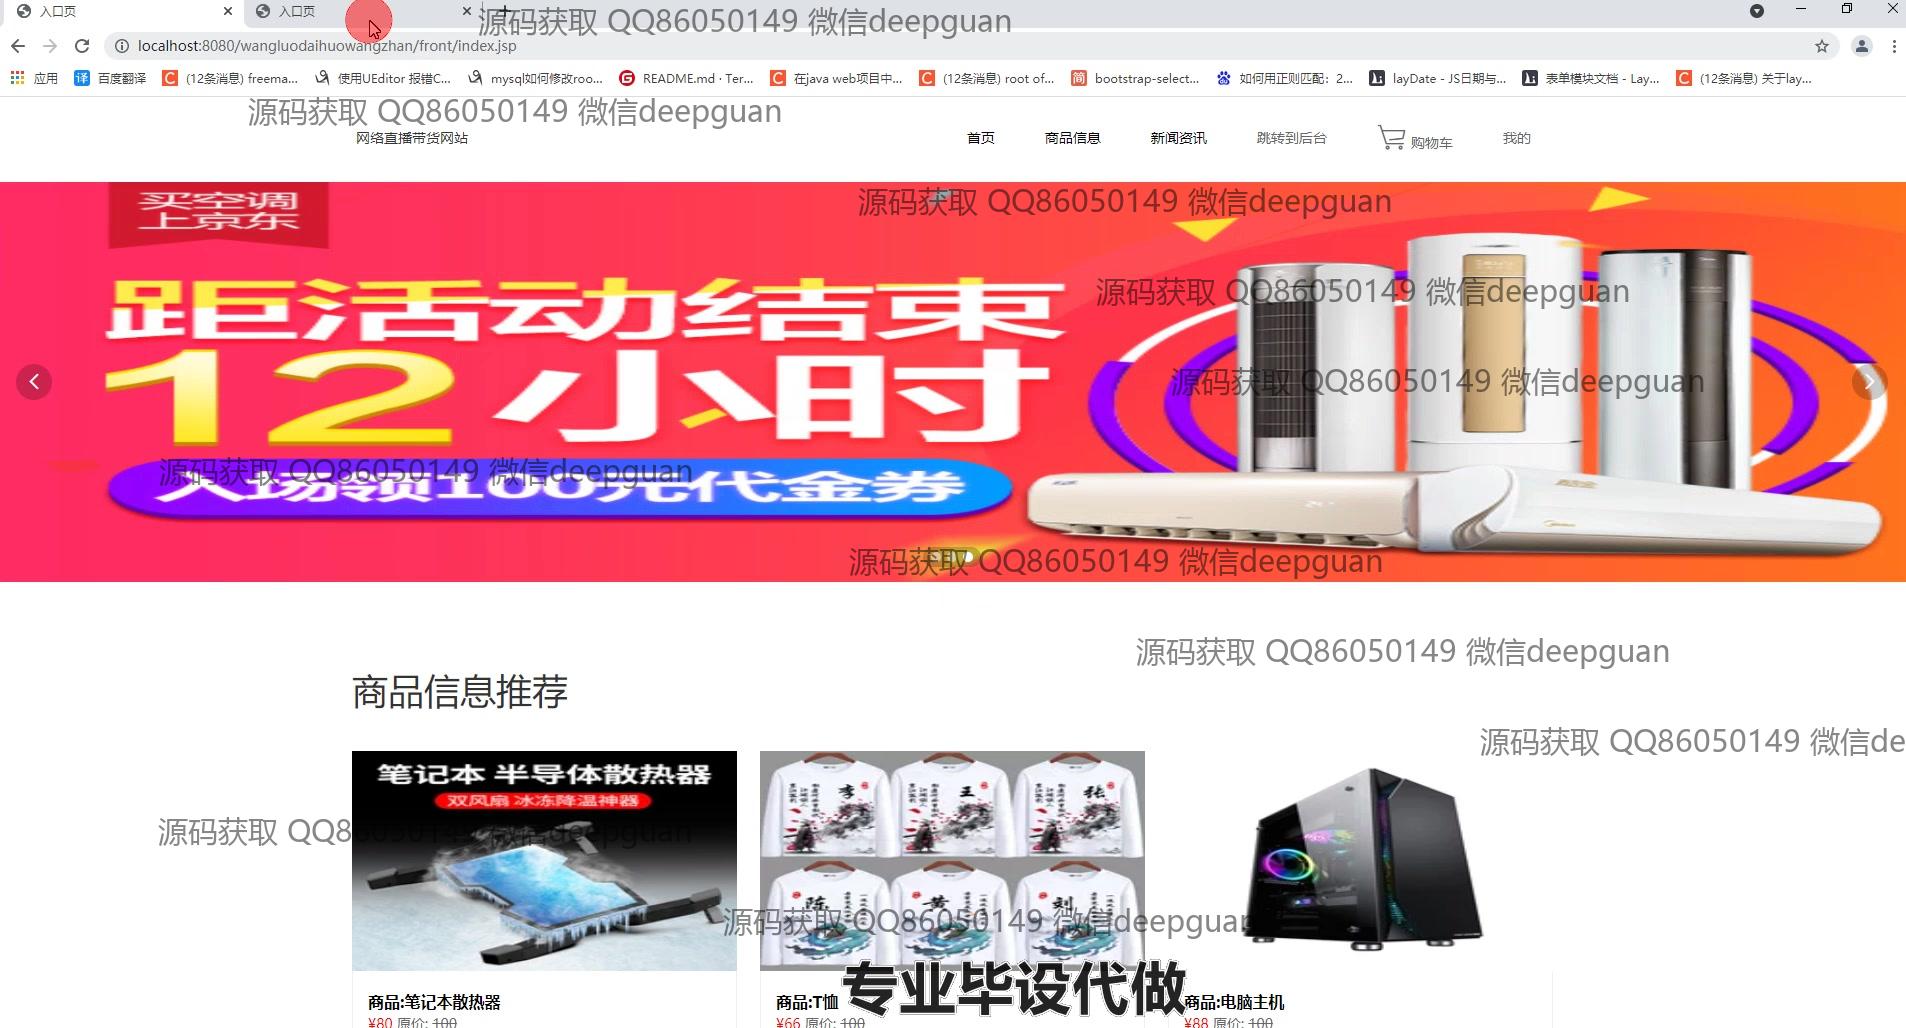 入口页
入口页
源码获取 QQ86050149 微信deepguan
localhost:8080/wangluodaihuowangzhan/front/index.jsp
应用 百度翻译 (12条消息) freema... 使用UEditor 报错C... mysql如何修改roo... README.md · Ter... 在java web项目中... (12条消息) root of... bootstrap-select... 如何用正则匹配：2... layDate - JS日期与... 表单模块文档 - Lay... (12条消息) 关于lay...
源码获取 QQ86050149 微信deepguan
网络直播带货网站 首页 商品信息 新闻资讯 跳转到后台 购物车 我的
买空调
上京东
源码获取 QQ86050149 微信deepguan
源码获取 QQ86050149 微信deepguan
距活动结束
12小时
源码获取 QQ86050149 微信deepguan
源码获取 QQ86050149 微信deepguan
入场领100元代金券
源码获取 QQ86050149 微信deepguan
源码获取 QQ86050149 微信deepguan
商品信息推荐
源码获取 QQ86050149 微信de
笔记本 半导体散热器
双风扇 冰冻降温神器
李 王 张
源码获取 QQ86050149 微信deepguan
陈 黄 刘
源码获取 QQ86050149 微信deepguan
专业毕设代做
商品:笔记本散热器
¥80 原价: 100
商品:T恤
¥66 原价: 100
商品:电脑主机
¥88 原价: 100